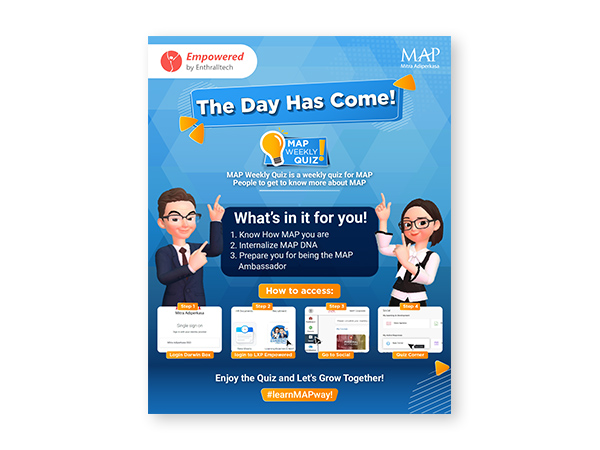 Empowered
by Enthralltech
MAP
Mitra Adiperkasa
The Day Has Come!
MAP
WEEKLY
QUIZ!
MAP Weekly Quiz is a weekly quiz for MAP
People to get to know more about MAP
What's in it for you!
1. Know How MAP you are
2. Internalize MAP DNA
3. Prepare you for being the MAP
Ambassador
How to access:
Step 1
Step 2
Step 3
Step 4
Mitra Adiperkasa
Single sign on
Login Darwin Box
login to LXP Empowered
Go to Social
Quiz Corner
Enjoy the Quiz and Let's Grow Together!
#learnMAPway!